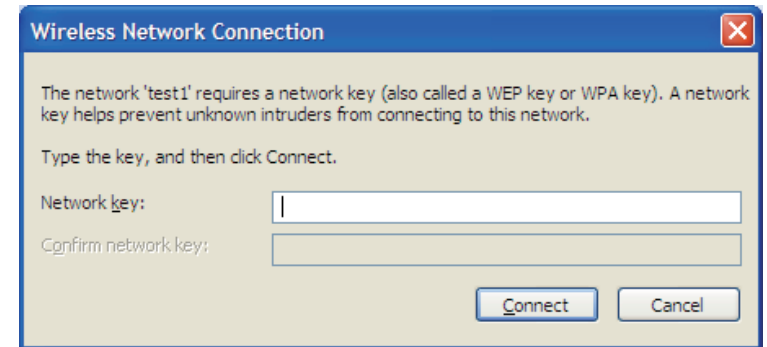 Wireless Network Connection
The network 'test1' requires a network key (also called a WEP key or WPA key). A network
key helps prevent unknown intruders from connecting to this network.
Type the key, and then click Connect.
Network key:
Confirm network key:
Connect Cancel